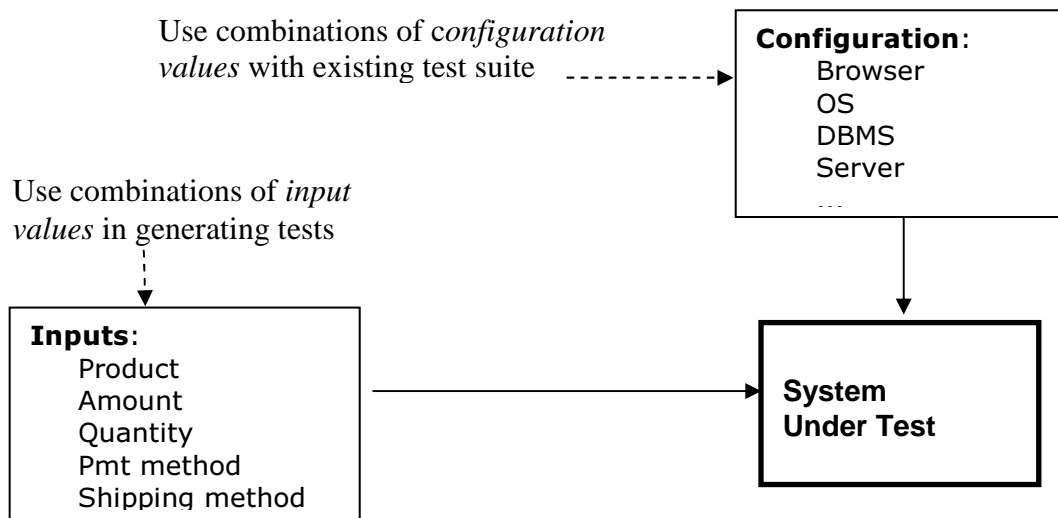 Use combinations of configuration
values with existing test suite
Configuration:
Browser
OS
DBMS
Server
...
Use combinations of input
values in generating tests
Inputs:
Product
Amount
Quantity
Pmt method
Shipping method
System
Under Test